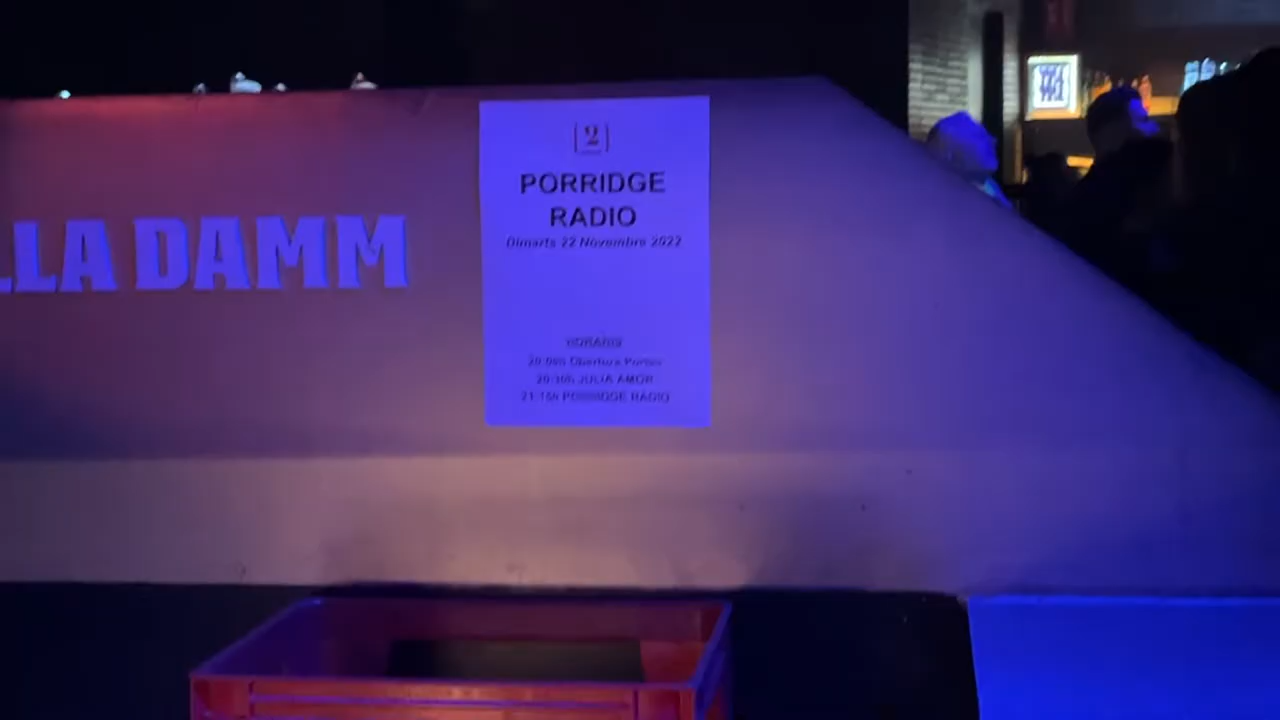 LLA DAMM
[2]
PORRIDGE
RADIO
Dimarts 22 Novembre 2022
HORARIS
20:00h Obertura Portes
20:30h JÚLIA AMOR
21:15h PORRIDGE RADIO